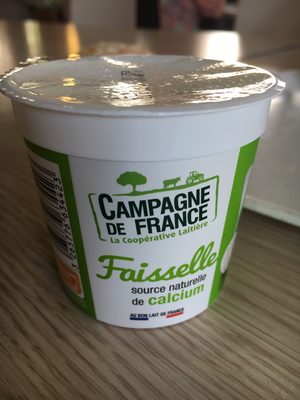 CAMPAGNE
DE FRANCE
La Coopérative Laitière
Faisselle
source naturelle
de calcium
AU BON LAIT DE FRANCE